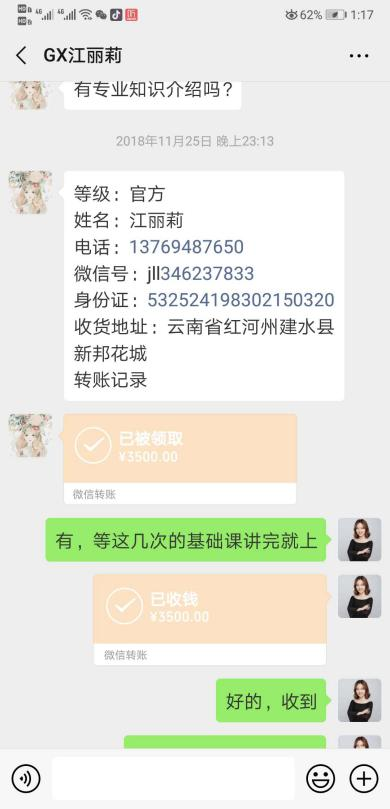 4G 4G 62% 1:17
GX江丽莉
有专业知识介绍吗？
2018年11月25日 晚上23:13
等级：官方
姓名：江丽莉
电话：13769487650
微信号：jll346237833
身份证：532524198302150320
收货地址：云南省红河州建水县
新邦花城
转账记录
已被领取
¥3500.00
微信转账
有，等这几次的基础课讲完就上
已收钱
¥3500.00
微信转账
好的，收到